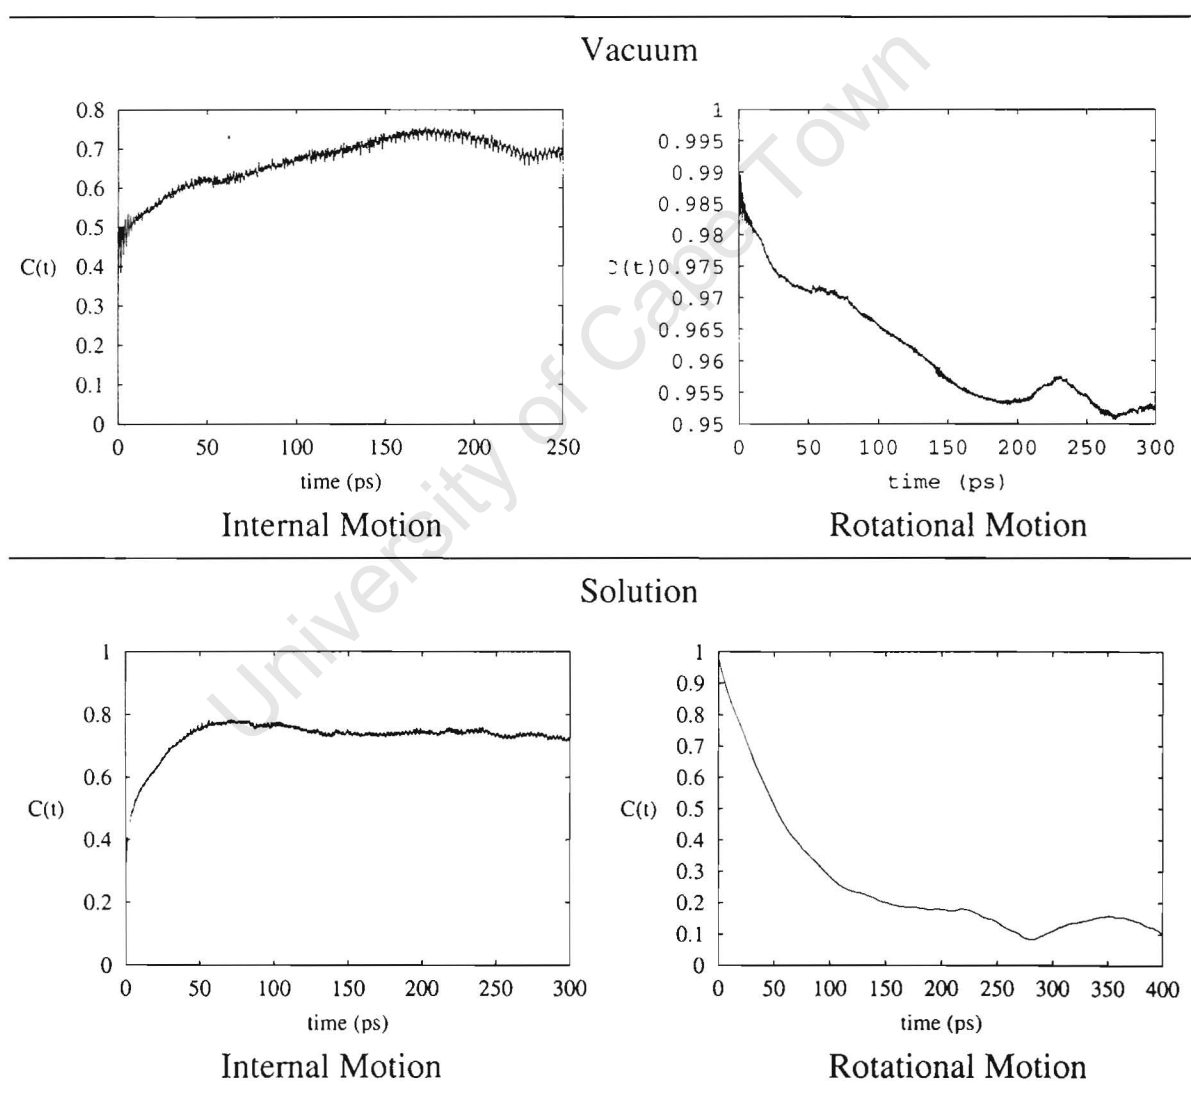 Vacuum
0.8
0.7
0.6
0.5
C(t) 0.4
0.3
0.2
0.1
0
0 50 100 150 200 250
time (ps)
Internal Motion
1
0.995
0.99
0.985
0.98
C(t) 0.975
0.97
0.965
0.96
0.955
0.95
0 50 100 150 200 250 300
time (ps)
Rotational Motion
Solution
1
0.8
0.6
C(t)
0.4
0.2
0
0 50 100 150 200 250 300
time (ps)
Internal Motion
1
0.9
0.8
0.7
0.6
C(t) 0.5
0.4
0.3
0.2
0.1
0
0 50 100 150 200 250 300 350 400
time (ps)
Rotational Motion
University of Cape Town